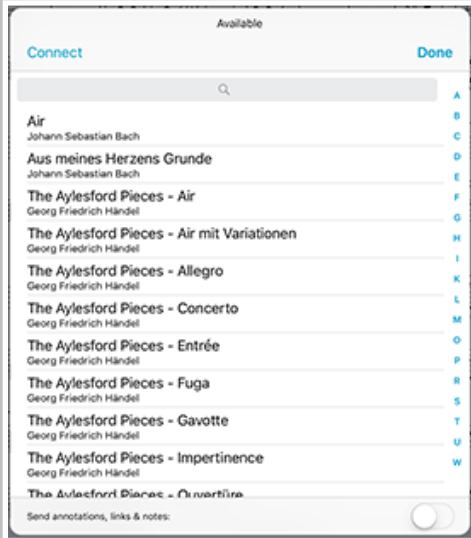 Available
Connect Done
Air
Johann Sebastian Bach
Aus meines Herzens Grunde
Johann Sebastian Bach
The Aylesford Pieces - Air
Georg Friedrich Händel
The Aylesford Pieces - Air mit Variationen
Georg Friedrich Händel
The Aylesford Pieces - Allegro
Georg Friedrich Händel
The Aylesford Pieces - Concerto
Georg Friedrich Händel
The Aylesford Pieces - Entrée
Georg Friedrich Händel
The Aylesford Pieces - Fuga
Georg Friedrich Händel
The Aylesford Pieces - Gavotte
Georg Friedrich Händel
The Aylesford Pieces - Impertinence
Georg Friedrich Händel
The Aylesford Pieces - Ouvertüre
Send annotations, links & notes:
A
B
C
D
E
F
G
H
I
K
L
M
O
P
R
S
T
U
W